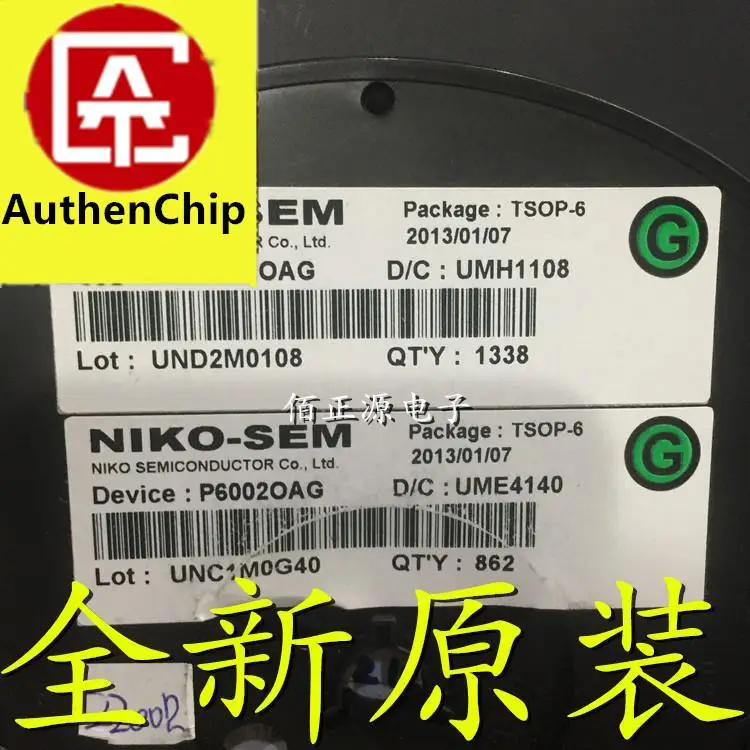 AuthenChip
-SEM
Package : TSOP-6
2013/01/07
R Co., Ltd.
OAG
D/C : UMH1108
G
Lot : UND2M0108
QT'Y : 1338
佰正源电子
NIKO-SEM
Package : TSOP-6
2013/01/07
NIKO SEMICONDUCTOR Co., Ltd.
Device : P6002OAG
D/C : UME4140
G
Lot : UNC1M0G40
QT'Y : 862
全新原装